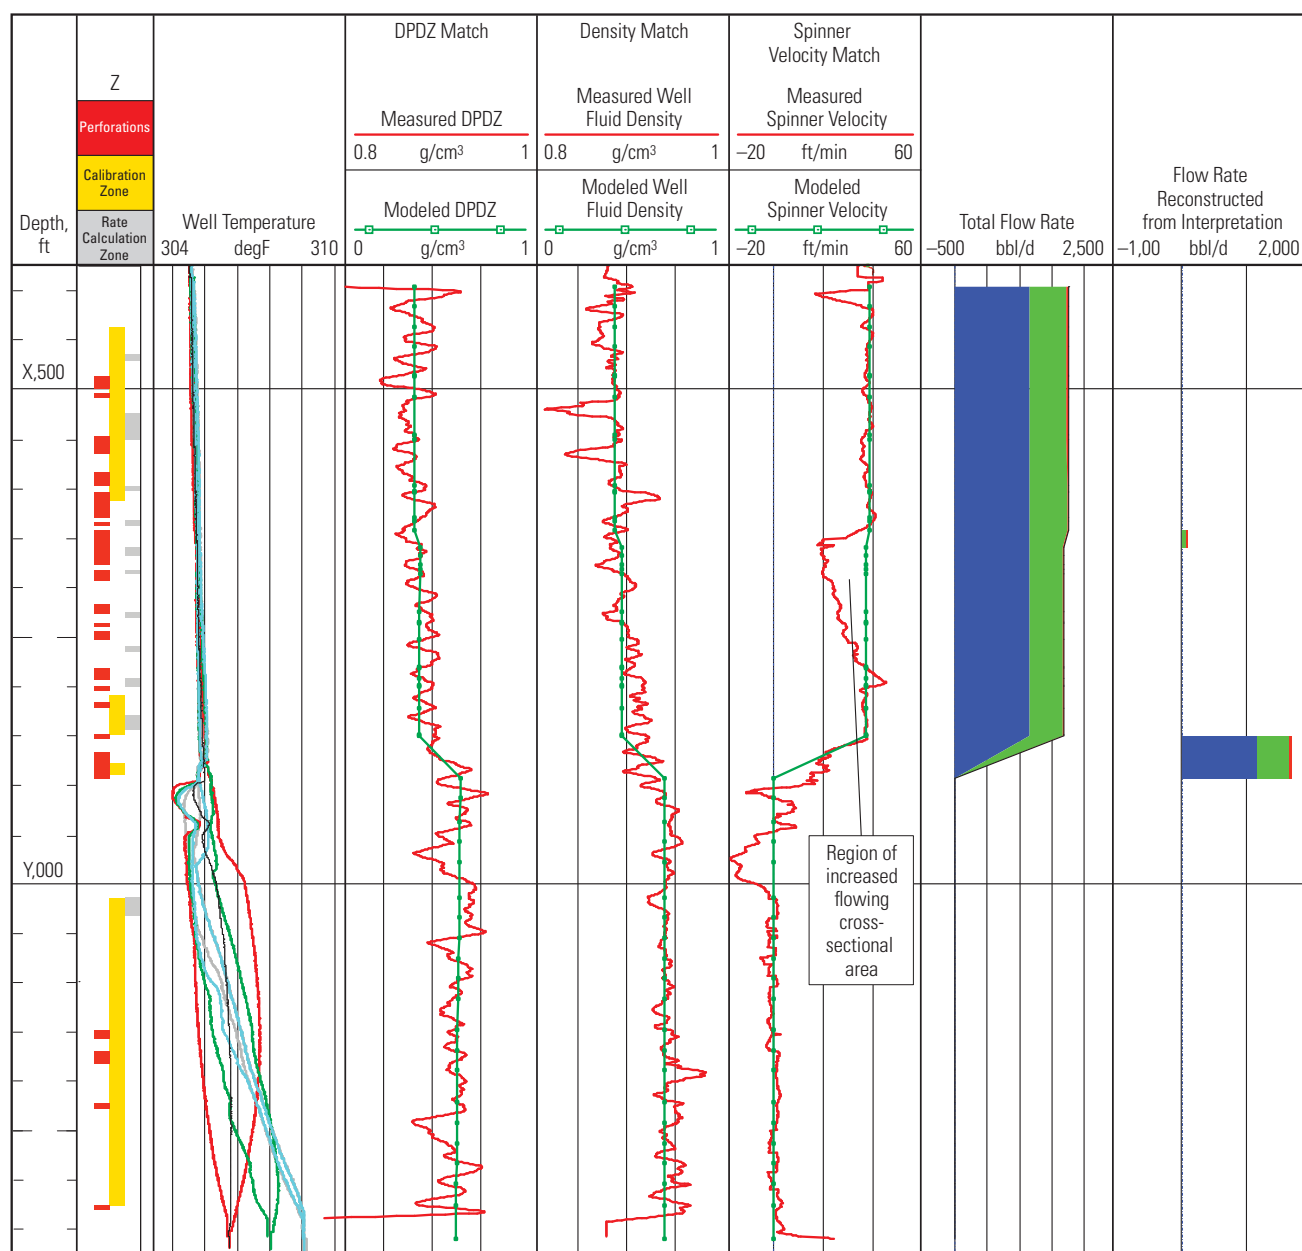 Depth,
ft
Z
Perforations
Calibration
Zone
Rate
Calculation
Zone
Well Temperature
304 degF 310
DPDZ Match
Measured DPDZ
0.8 g/cm³ 1
Modeled DPDZ
0 g/cm³ 1
Density Match
Measured Well
Fluid Density
0.8 g/cm³ 1
Modeled Well
Fluid Density
0 g/cm³ 1
Spinner
Velocity Match
Measured
Spinner Velocity
–20 ft/min 60
Modeled
Spinner Velocity
–20 ft/min 60
Total Flow Rate
–500 bbl/d 2,500
Flow Rate
Reconstructed
from Interpretation
–1,00 bbl/d 2,000
X,500
Y,000
Region of
increased
flowing
cross-
sectional
area